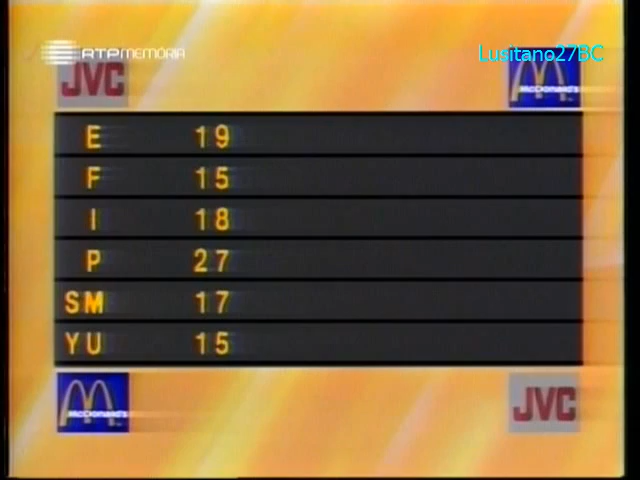 RTP MEMÓRIA
Lusitano27BC
JVC
McDonald's
E 19
F 15
I 18
P 27
SM 17
YU 15
McDonald's
JVC